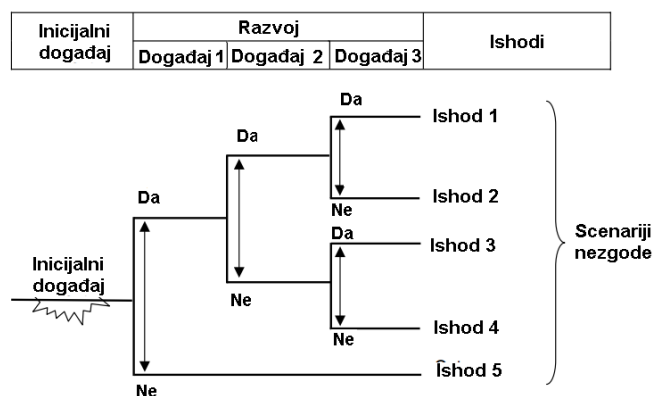 Inicijalni događaj
Razvoj
Ishodi
Događaj 1
Događaj 2
Događaj 3
Da
Ishod 1
Da
Da
Ne
Ishod 2
Da
Ishod 3
Scenariji
nezgode
Inicijalni
događaj
Ne
Ne
Ishod 4
Ishod 5
Ne